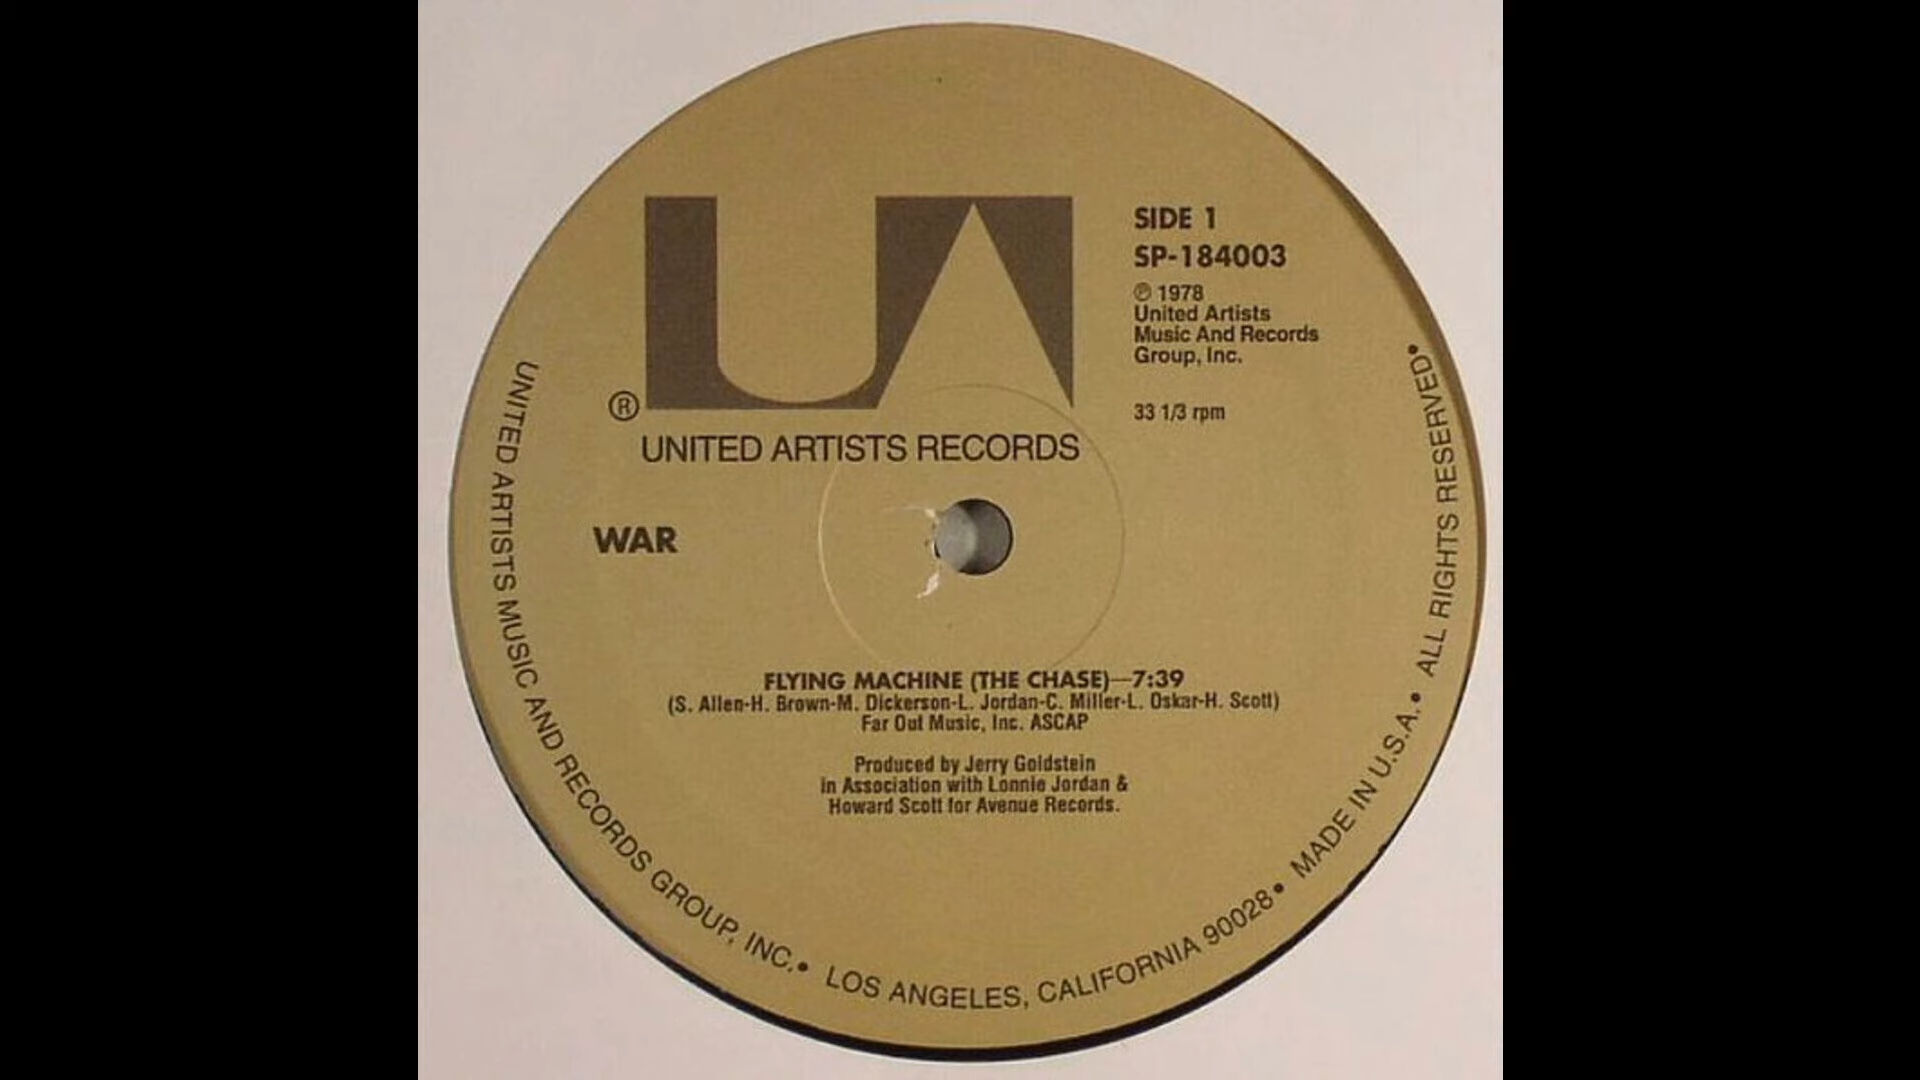 UA
®
UNITED ARTISTS RECORDS
SIDE 1
SP-184003
℗ 1978
United Artists
Music And Records
Group, Inc.
33 1/3 rpm
WAR
FLYING MACHINE (THE CHASE)—7:39
(S. Allen-H. Brown-M. Dickerson-L. Jordan-C. Miller-L. Oskar-H. Scott)
Far Out Music, Inc. ASCAP
Produced by Jerry Goldstein
in Association with Lonnie Jordan &
Howard Scott for Avenue Records.
UNITED ARTISTS MUSIC AND RECORDS GROUP, INC.• LOS ANGELES, CALIFORNIA 90028• MADE IN U.S.A.• ALL RIGHTS RESERVED•